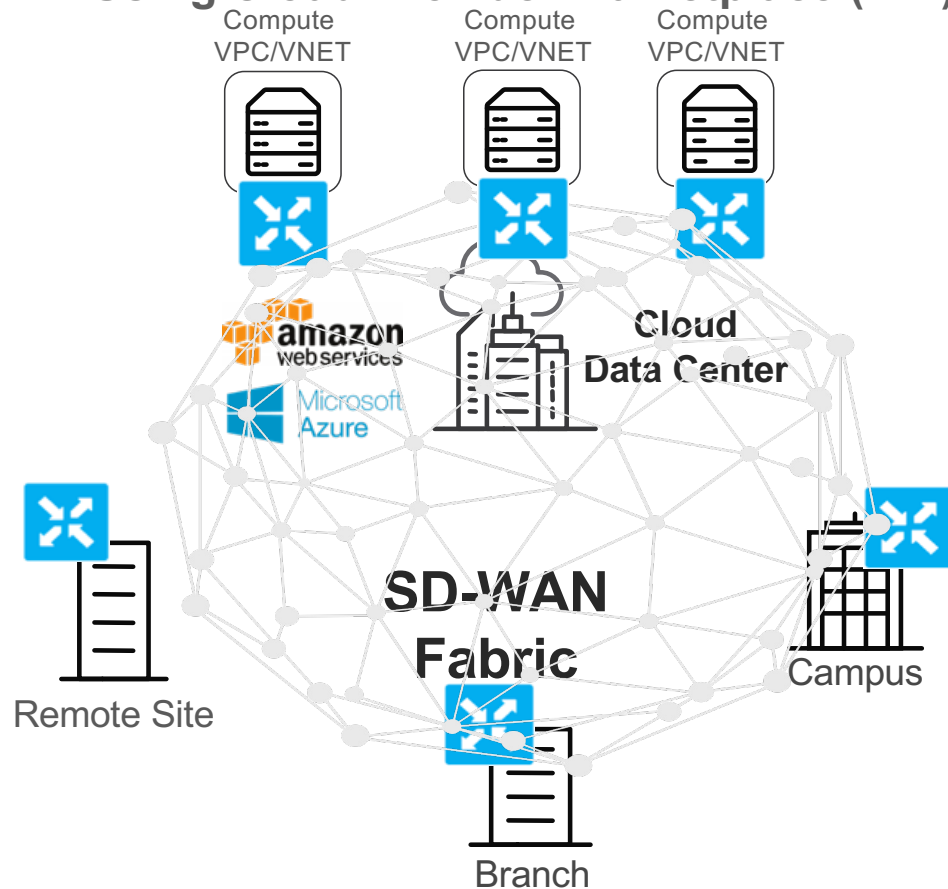 Compute
VPC/VNET
Compute
VPC/VNET
Compute
VPC/VNET
amazon
web services
Microsoft
Azure
Cloud
Data Center
SD-WAN
Fabric
Remote Site
Campus
Branch